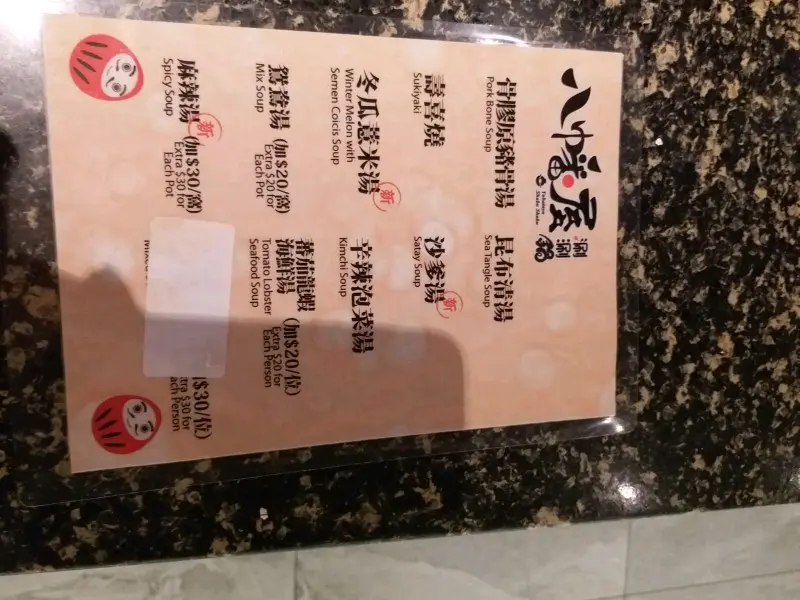 八幡屋
涮涮鍋
骨膠原豬骨湯
Pork Bone Soup
昆布清湯
Sea Tangle Soup
壽喜燒
Sukiyaki
沙爹湯 新
Satay Soup
冬瓜薏米湯 新
Winter Melon with
Semen Coicis Soup
辛辣泡菜湯
Kimchi Soup
鴛鴦湯 (加$20/窩)
Mix Soup
Extra $20 for
Each Pot
蕃茄龍蝦
海鮮湯 (加$20/位)
Tomato Lobster
Seafood Soup
Extra $20 for
Each Person
麻辣湯 新 (加$30/窩)
Spicy Soup
Extra $30 for
Each Pot
$30/位)
tra $30 for
ach Person